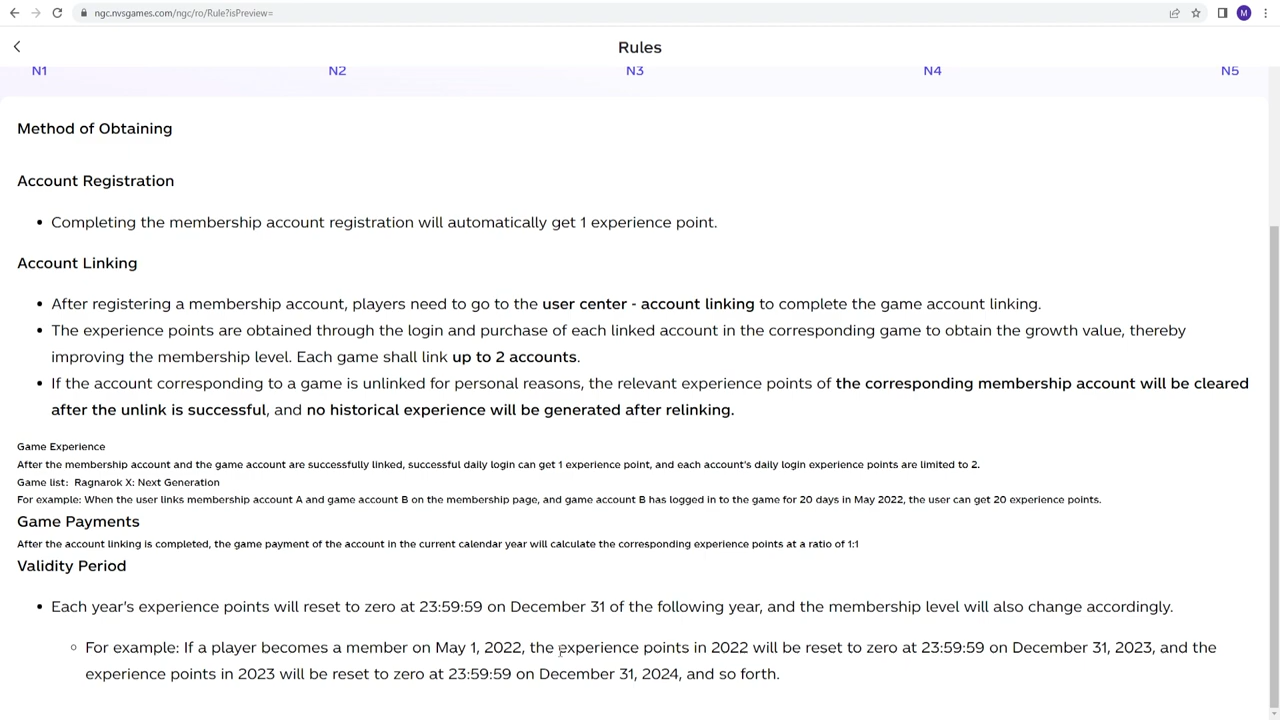 ngc.nvsgames.com/ngc/ro/Rule?isPreview=
M
Rules
N1 N2 N3 N4 N5
Method of Obtaining
Account Registration
• Completing the membership account registration will automatically get 1 experience point.
Account Linking
• After registering a membership account, players need to go to the user center - account linking to complete the game account linking.
• The experience points are obtained through the login and purchase of each linked account in the corresponding game to obtain the growth value, thereby
improving the membership level. Each game shall link up to 2 accounts.
• If the account corresponding to a game is unlinked for personal reasons, the relevant experience points of the corresponding membership account will be cleared
after the unlink is successful, and no historical experience will be generated after relinking.
Game Experience
After the membership account and the game account are successfully linked, successful daily login can get 1 experience point, and each account's daily login experience points are limited to 2.
Game list: Ragnarok X: Next Generation
For example: When the user links membership account A and game account B on the membership page, and game account B has logged in to the game for 20 days in May 2022, the user can get 20 experience points.
Game Payments
After the account linking is completed, the game payment of the account in the current calendar year will calculate the corresponding experience points at a ratio of 1:1
Validity Period
• Each year's experience points will reset to zero at 23:59:59 on December 31 of the following year, and the membership level will also change accordingly.
◦ For example: If a player becomes a member on May 1, 2022, the experience points in 2022 will be reset to zero at 23:59:59 on December 31, 2023, and the
experience points in 2023 will be reset to zero at 23:59:59 on December 31, 2024, and so forth.